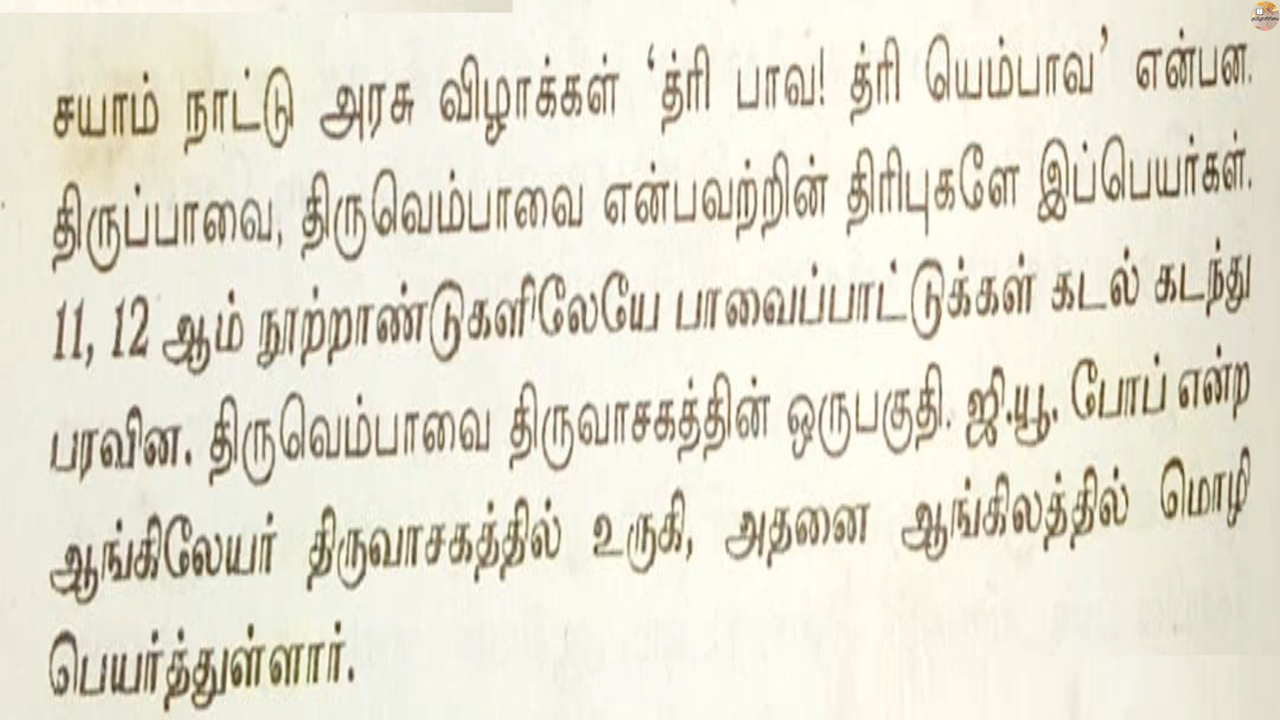 சயாம் நாட்டு அரசு விழாக்கள் ‘த்ரி பாவ! த்ரி யெம்பாவ’ என்பன.
திருப்பாவை, திருவெம்பாவை என்பவற்றின் திரிபுகளே இப்பெயர்கள்.
11, 12 ஆம் நூற்றாண்டுகளிலேயே பாவைப்பாட்டுக்கள் கடல் கடந்து
பரவின. திருவெம்பாவை திருவாசகத்தின் ஒருபகுதி. ஜி.யூ. போப் என்ற
ஆங்கிலேயர் திருவாசகத்தில் உருகி, அதனை ஆங்கிலத்தில் மொழி
பெயர்த்துள்ளார்.